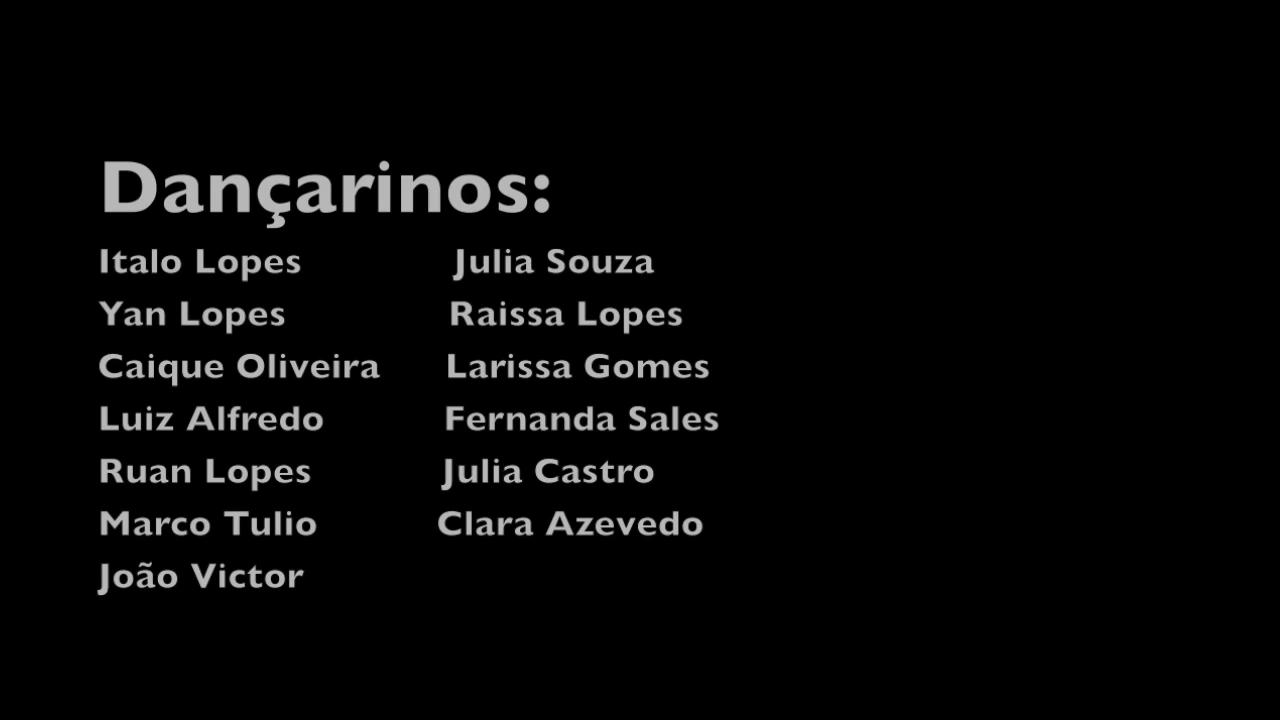 Dançarinos:
Italo Lopes Julia Souza
Yan Lopes Raissa Lopes
Caique Oliveira Larissa Gomes
Luiz Alfredo Fernanda Sales
Ruan Lopes Julia Castro
Marco Tulio Clara Azevedo
João Victor